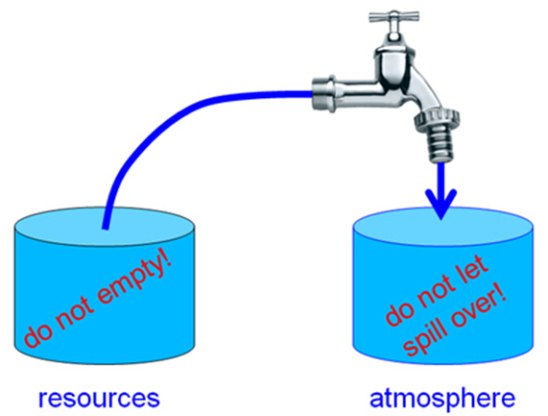 do not empty!
do not let
spill over!
resources
atmosphere